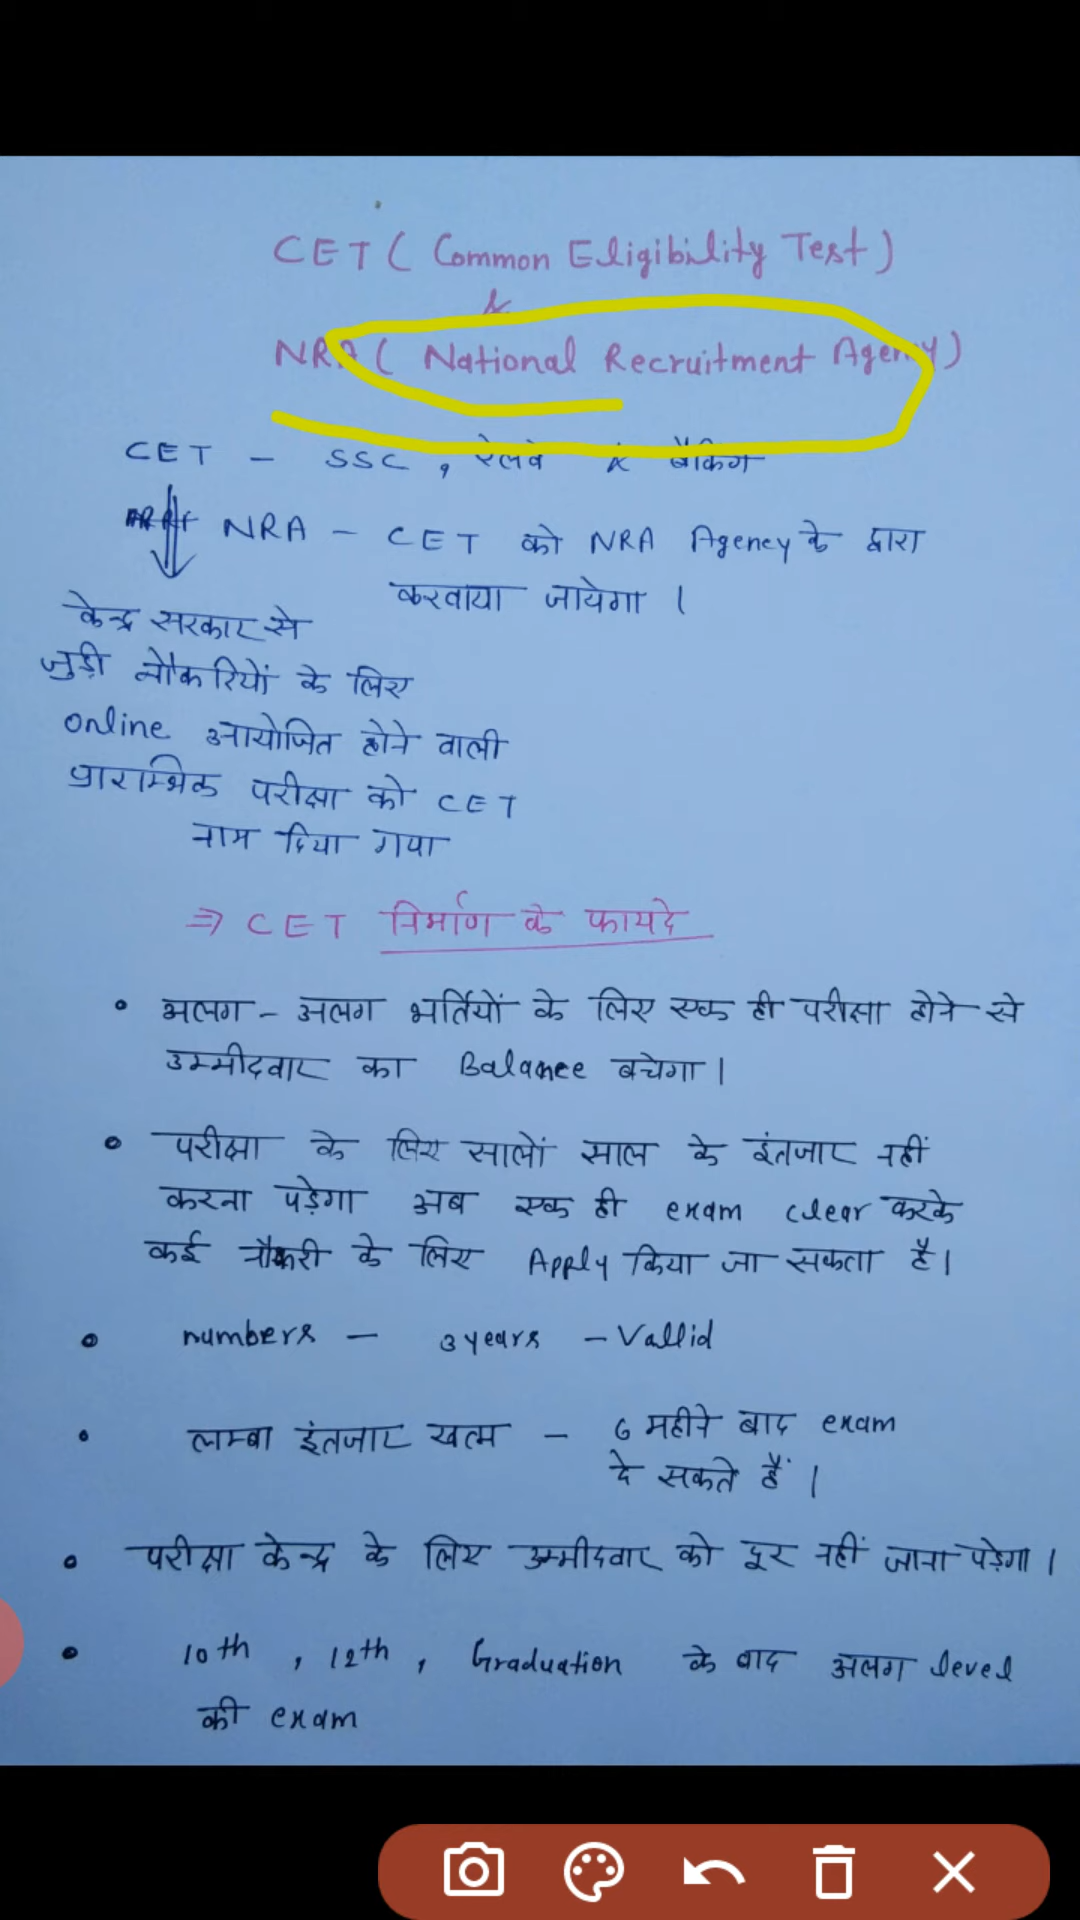 CET ( Common Eligibility Test )
&
NRA ( National Recruitment Agency )
CET - SSC , रेलवे & बैंकिंग
NRA - CET को NRA Agency के द्वारा
करवाया जायेगा ।
केन्द्र सरकार से
जुड़ी नौकरियों के लिए
online आयोजित होने वाली
प्रारम्भिक परीक्षा को CET
नाम दिया गया
⇒ CET निर्माण के फायदे
• अलग - अलग भर्तियों के लिए एक ही परीक्षा होने से
उम्मीदवार का Balance बचेगा ।
• परीक्षा के लिए सालों साल के इंतजार नहीं
करना पड़ेगा अब एक ही exam clear करके
कई नौकरी के लिए Apply किया जा सकता है ।
• numbers - 3 years - Vallid
• लम्बा इंतजार खत्म - 6 महीने बाद exam
दे सकते हैं ।
• परीक्षा केन्द्र के लिए उम्मीदवार को दूर नहीं जाना पड़ेगा ।
• 10th , 12th , Graduation के बाद अलग level
की exam